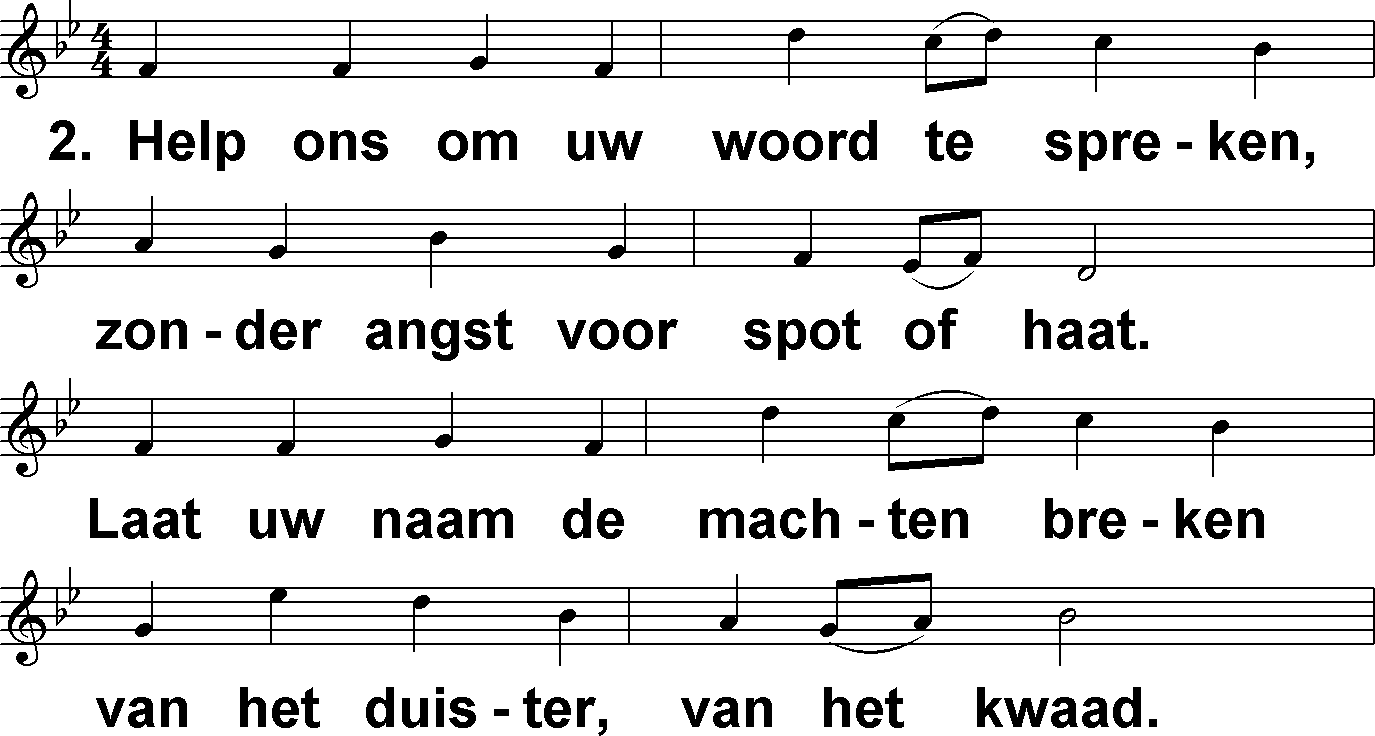 2. Help ons om uw woord te spre - ken,
zon - der angst voor spot of haat.
Laat uw naam de mach - ten bre - ken
van het duis - ter, van het kwaad.